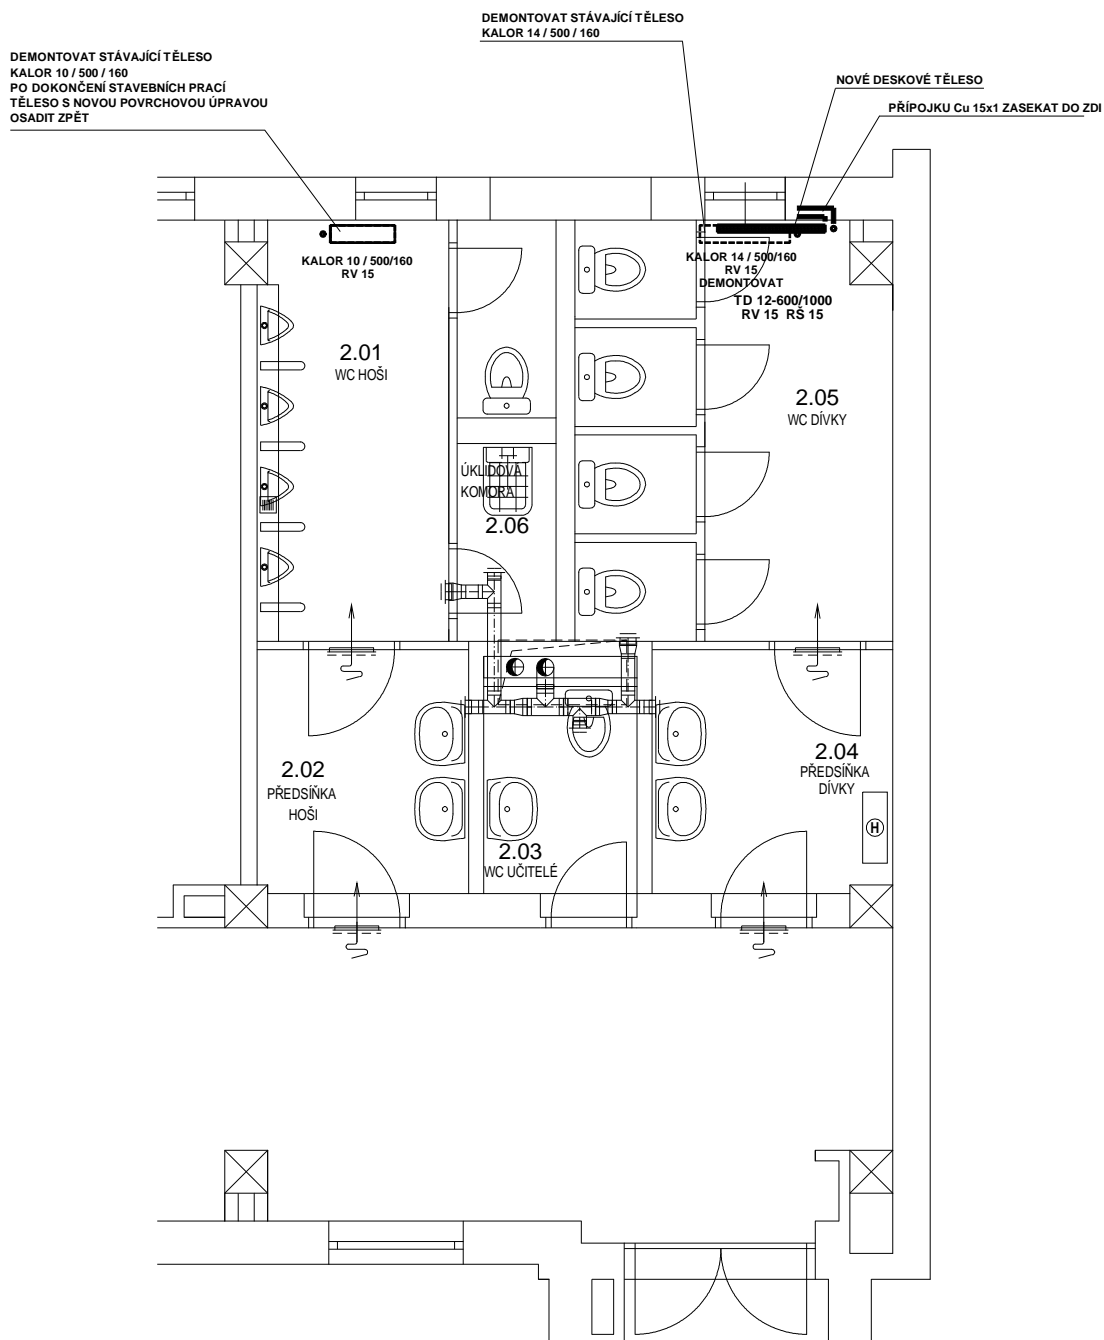 DEMONTOVAT STÁVAJÍCÍ TĚLESO
KALOR 14 / 500 / 160
DEMONTOVAT STÁVAJÍCÍ TĚLESO
KALOR 10 / 500 / 160
PO DOKONČENÍ STAVEBNÍCH PRACÍ
TĚLESO S NOVOU POVRCHOVOU ÚPRAVOU
OSADIT ZPĚT
NOVÉ DESKOVÉ TĚLESO
PŘÍPOJKU Cu 15x1 ZASEKAT DO ZDI
KALOR 10 / 500/160
RV 15
KALOR 14 / 500/160
RV 15
DEMONTOVAT
TD 12-600/1000
RV 15 RŠ 15
2.01
WC HOŠI
2.05
WC DÍVKY
ÚKLIDOVÁ
KOMORA
2.06
2.02
PŘEDSÍŇKA
HOŠI
2.03
WC UČITELÉ
2.04
PŘEDSÍŇKA
DÍVKY
H